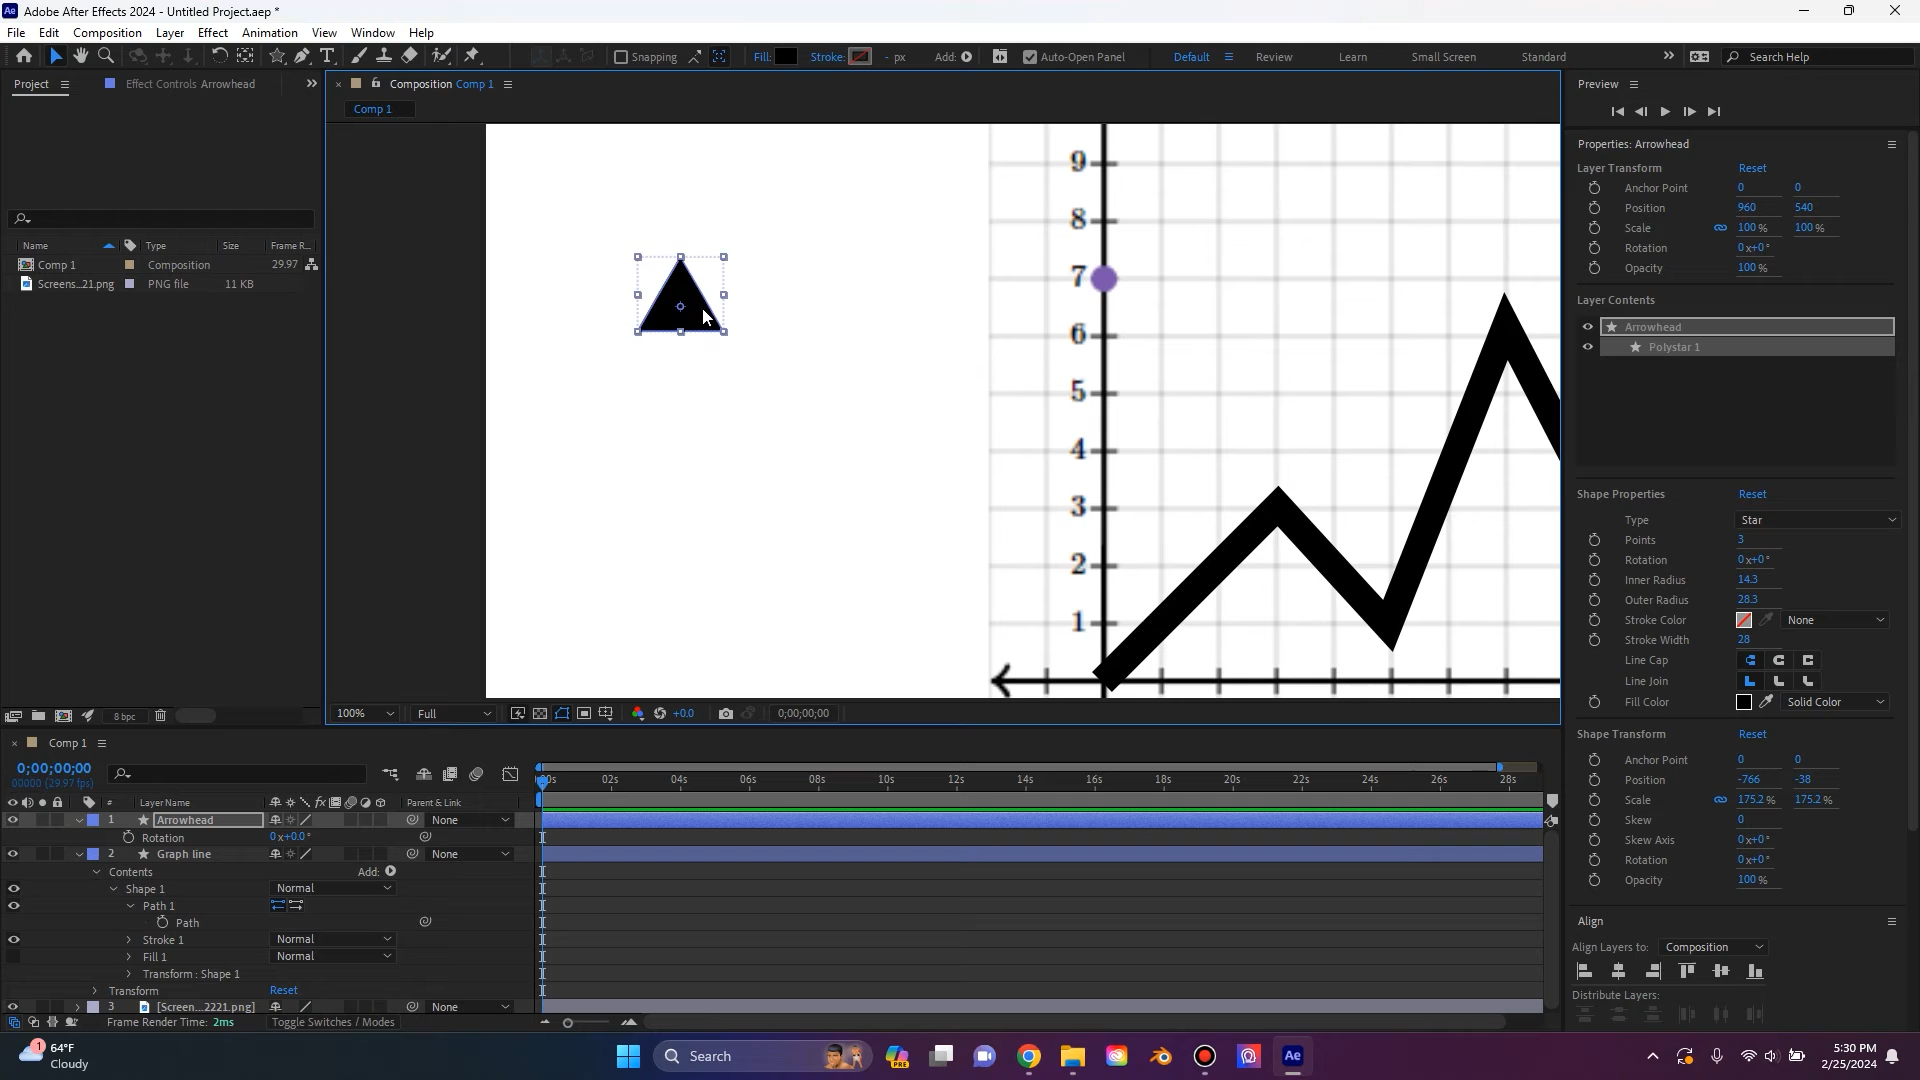 Adobe After Effects 2024 - Untitled Project.aep *
File Edit Composition Layer Effect Animation View Window Help
Snapping Fill: Stroke: - px Add: Auto-Open Panel Default Review Learn Small Screen Standard Search Help
Project Effect Controls Arrowhead
Name Type Size Frame R...
Comp 1 Composition 29.97
Screens...21.png PNG file 11 KB
8 bpc
Composition Comp 1
Comp 1
9
8
7
6
5
4
3
2
1
100% Full +0.0 0;00;00;00
Preview
Properties: Arrowhead
Layer Transform Reset
Anchor Point 0 0
Position 960 540
Scale 100 % 100 %
Rotation 0x+0°
Opacity 100 %
Layer Contents
Arrowhead
Polystar 1
Shape Properties Reset
Type Star
Points 3
Rotation 0x+0°
Inner Radius 14.3
Outer Radius 28.3
Stroke Color None
Stroke Width 28
Line Cap
Line Join
Fill Color Solid Color
Shape Transform Reset
Anchor Point 0 0
Position -766 -38
Scale 175.2 % 175.2 %
Skew 0
Skew Axis 0x+0°
Rotation 0x+0°
Opacity 100 %
Align
Align Layers to: Composition
Distribute Layers:
Comp 1
0;00;00;00
00000 (29.97 fps)
02s 04s 06s 08s 10s 12s 14s 16s 18s 20s 22s 24s 26s 28s
# Layer Name fx Parent & Link
1 Arrowhead None
Rotation 0x+0.0°
2 Graph line None
Contents Add:
Shape 1 Normal
Path 1
Path
Stroke 1 Normal
Fill 1 Normal
Transform : Shape 1
Transform Reset
3 [Screen...2221.png] None
Frame Render Time: 2ms Toggle Switches / Modes
1 64°F
Cloudy
Search
PRE
Ae
5:30 PM
2/25/2024